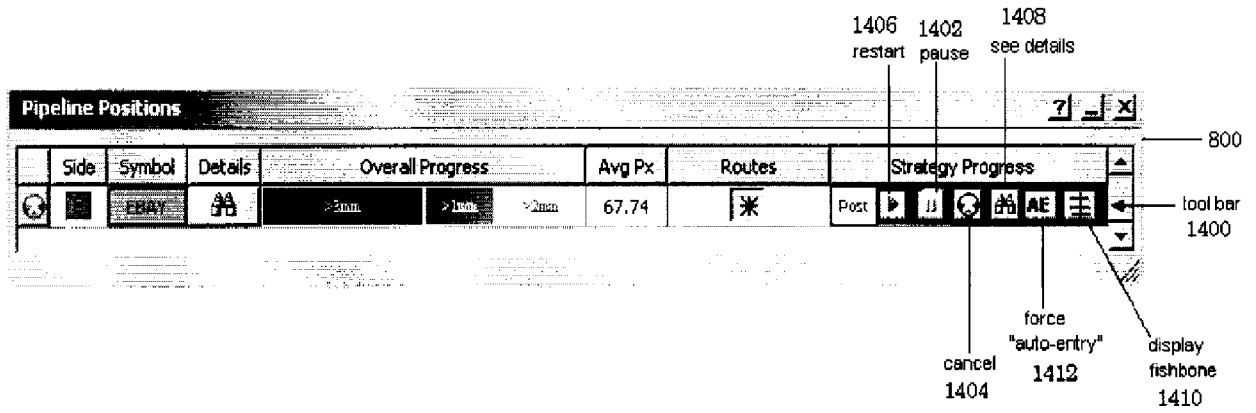 1406
restart
1402
pause
1408
see details
Pipeline Positions
800
Side Symbol Details Overall Progress Avg Px Routes Strategy Progress
EBAY 67.74 Post AE
tool bar
1400
cancel
1404
force
"auto-entry"
1412
display
fishbone
1410